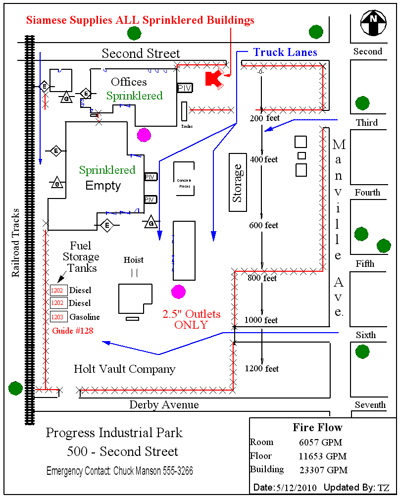 Siamese Supplies ALL Sprinklered Buildings
N
Second Street
Truck Lanes
Second
Offices
Sprinklered
PIV
-0-
E
E
G
G
200 feet
Third
Sprinklered
Empty
PIV
PIV
Storage
400 feet
Manville Ave.
Fourth
Railroad Tracks
E
G
600 feet
Fuel
Storage
Tanks
Hoist
Fifth
800 feet
1202 Diesel
1202 Diesel
1203 Gasoline
Guide #128
2.5" Outlets
ONLY
1000 feet
Sixth
Holt Vault Company
1200 feet
Derby Avenue
Seventh
Progress Industrial Park
500 - Second Street
Emergency Contact: Chuck Manson 555-3266
Fire Flow
Room 6057 GPM
Floor 11653 GPM
Building 23307 GPM
Date: 5/12/2010 Updated By: TZ